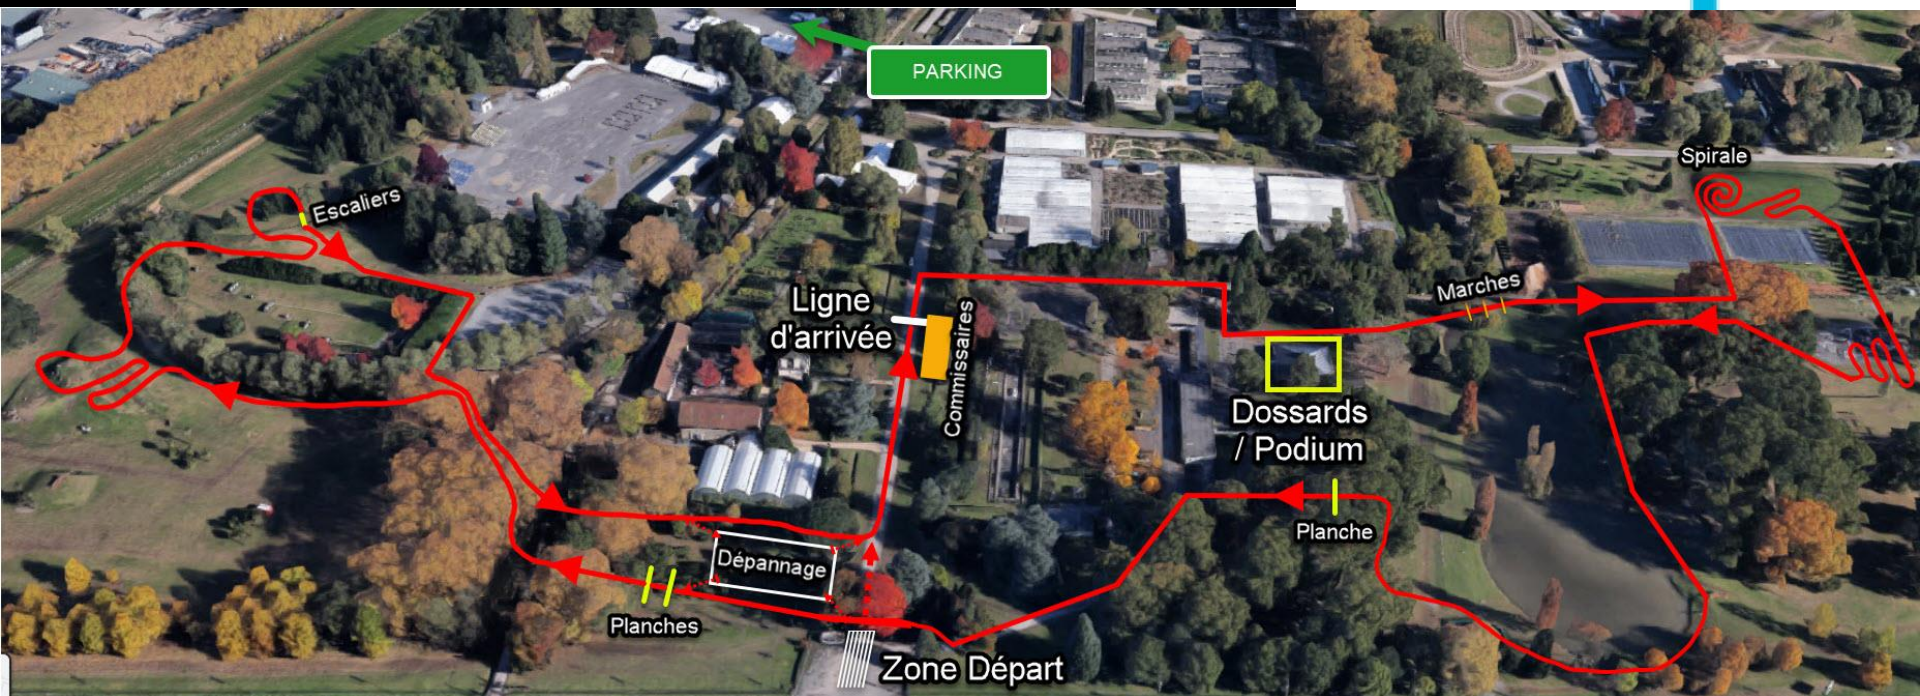 PARKING
Spirale
Escaliers
Marches
Ligne
d'arrivée
Commissaires
Dossards
/ Podium
Planche
Dépannage
Planches
Zone Départ